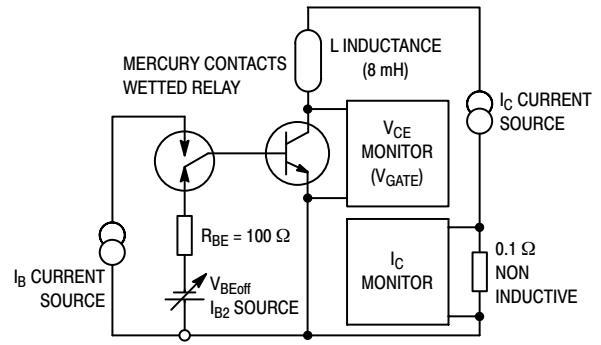 MERCURY CONTACTS
WETTED RELAY
L INDUCTANCE
(8 mH)
I_C CURRENT
SOURCE
V_CE
MONITOR
(V_GATE)
R_BE = 100 Ω
I_B CURRENT
SOURCE
V_BEoff
I_B2 SOURCE
I_C
MONITOR
0.1 Ω
NON
INDUCTIVE